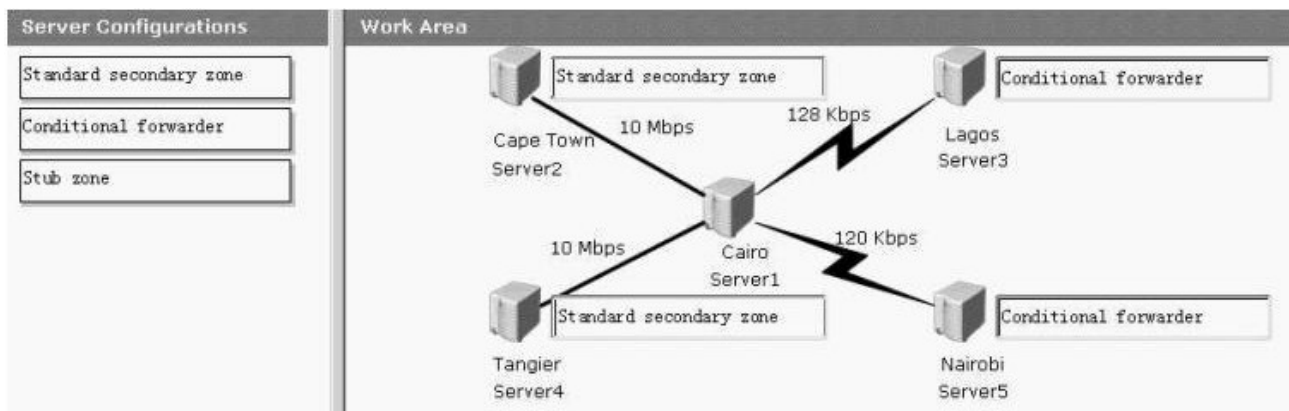 Server Configurations
Standard secondary zone
Conditional forwarder
Stub zone
Work Area
Standard secondary zone
Conditional forwarder
10 Mbps
128 Kbps
Cape Town
Server2
Lagos
Server3
10 Mbps
120 Kbps
Cairo
Server1
Standard secondary zone
Conditional forwarder
Tangier
Server4
Nairobi
Server5